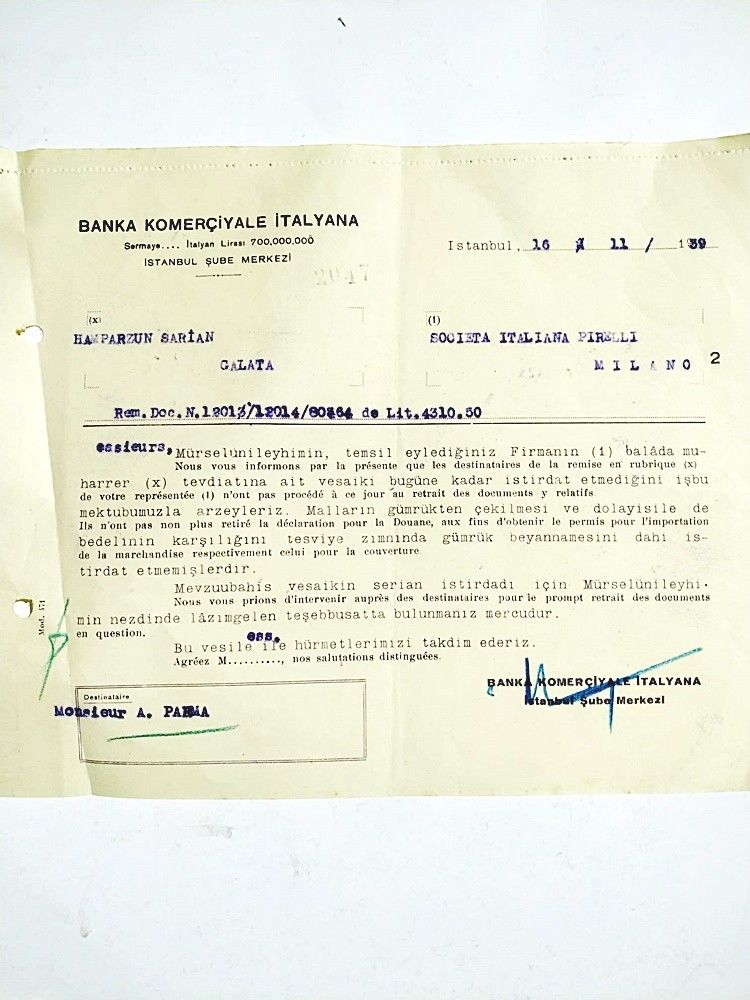 BANKA KOMERÇİYALE İTALYANA
Sermaye.... İtalyan Lirası 700.000.000
İSTANBUL ŞUBE MERKEZİ
Istanbul, 16 / 11 / 1939
(x)
HAMPARZUN SARİAN
GALATA
(1)
SOCIETA ITALIANA PIRELLI
MILANO 2
Rem.Doc.N.12013/12014/80464 de Lit.4310.50
essieurs, Mürselünileyhimin, temsil eylediğiniz Firmanın (1) balâda mu-
Nous vous informons par la présente que les destinataires de la remise en rubrique (x)
harrer (x) tevdiatına ait vesaiki bugüne kadar istirdat etmediğini işbu
de votre représentée (1) n'ont pas procédé à ce jour au retrait des documents y relatifs
mektubumuzla arzeyleriz. Malların gümrükten çekilmesi ve dolayisile de
Ils n'ont pas non plus retiré la déclaration pour la Douane, aux fins d'obtenir le permis pour l'importation
bedelinin karşılığını tesviye zımnında gümrük beyannamesini dahi is-
de la marchandise respectivement celui pour la couverture
tirdat etmemişlerdir.
Mevzuubahis vesaikin serian istirdadı için Mürselünileyhi-
Nous vous prions d'intervenir auprès des destinataires pour le prompt retrait des documents
min nezdinde lâzımgelen teşebbusatta bulunmanız mercudur.
en question.
ess.
Bu vesile ile hürmetlerimizi takdim ederiz.
Agréez M.........., nos salutations distinguées.
Mod. 471
BANKA KOMERÇİYALE İTALYANA
İstanbul Şube Merkezi
Destinataire
Monsieur A. PARMA